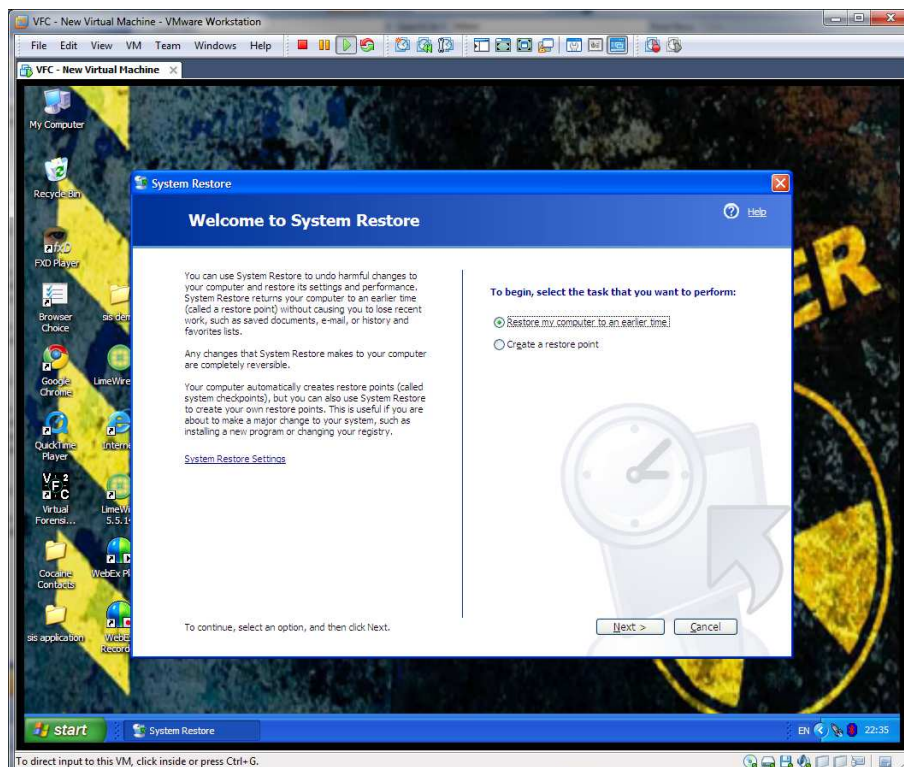 VFC - New Virtual Machine - VMware Workstation
File Edit View VM Team Windows Help
VFC - New Virtual Machine
My Computer
Recycle Bin
System Restore
Welcome to System Restore
Help
FXD Player
Browser
Choice
Google
Chrome
LimeWire
QuickTime
Player
Virtual
Forensi...
5.5.1
Cocaine
Contacts
WebEx Pl
sis application
Record
You can use System Restore to undo harmful changes to
your computer and restore its settings and performance.
System Restore returns your computer to an earlier time
(called a restore point) without causing you to lose recent
work, such as saved documents, e-mail, or history and
favorites lists.
Any changes that System Restore makes to your computer
are completely reversible.
Your computer automatically creates restore points (called
system checkpoints), but you can also use System Restore
to create your own restore points. This is useful if you are
about to make a major change to your system, such as
installing a new program or changing your registry.
System Restore Settings
To continue, select an option, and then click Next.
To begin, select the task that you want to perform:
Restore my computer to an earlier time
Create a restore point
Next >
Cancel
start
System Restore
EN
22:35
To direct input to this VM, click inside or press Ctrl+G.